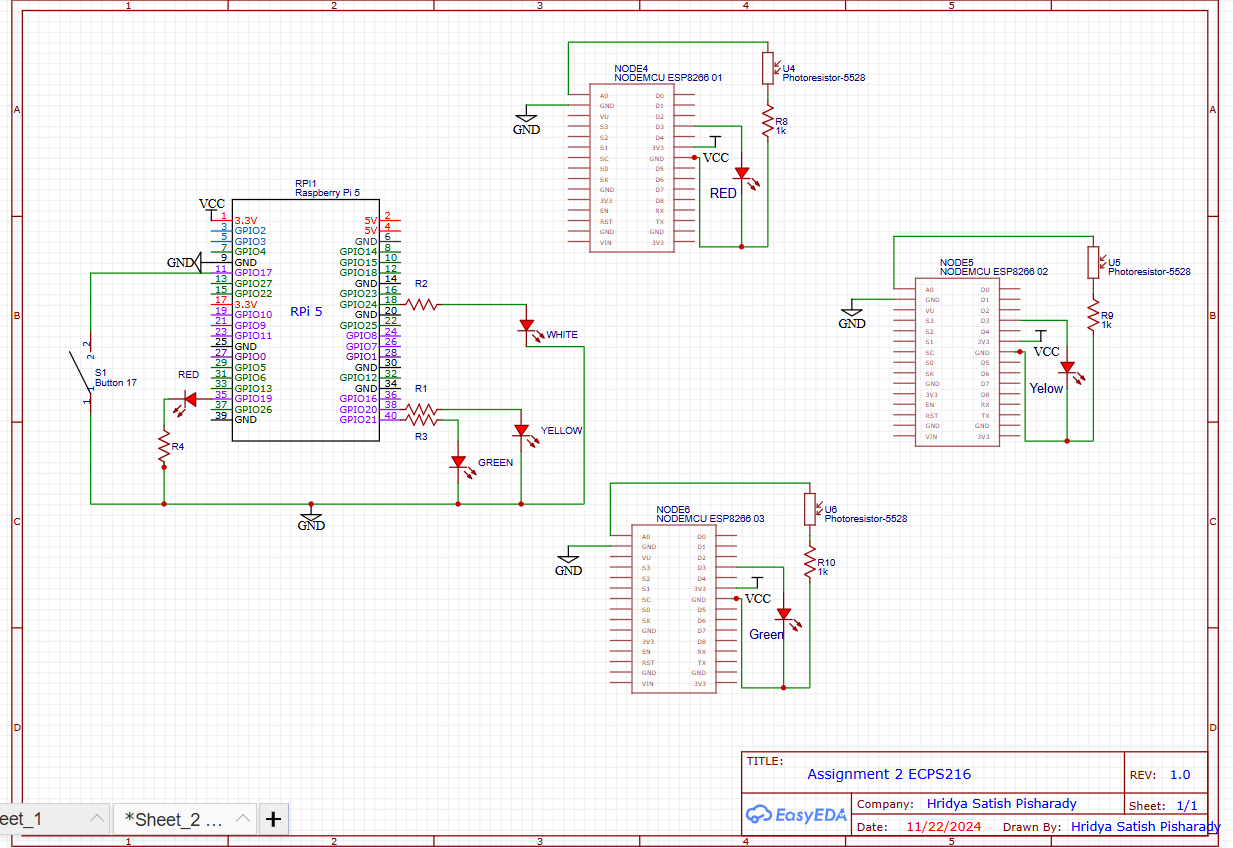 1 2 3 4 5
A
B
C
D
A
B
C
D
NODE4
NODEMCU ESP8266 01
A0 D0
GND D1
VU D2
S3 D3
S2 D4
S1 3V3
SC GND
S0 D5
SK D6
GND D7
3V3 D8
EN RX
RST TX
GND GND
VIN 3V3
GND
VCC
RED
U4
Photoresistor-5528
R8
1k
RPI1
Raspberry Pi 5
VCC
GND
RPi 5
1 3.3V 5V 2
3 GPIO2 5V 4
5 GPIO3 GND 6
7 GPIO4 GPIO14 8
9 GND GPIO15 10
11 GPIO17 GPIO18 12
13 GPIO27 GND 14
15 GPIO22 GPIO23 16
17 3.3V GPIO24 18
19 GPIO10 GND 20
21 GPIO9 GPIO25 22
23 GPIO11 GPIO8 24
25 GND GPIO7 26
27 GPIO0 GPIO1 28
29 GPIO5 GND 30
31 GPIO6 GPIO12 32
33 GPIO13 GND 34
35 GPIO19 GPIO16 36
37 GPIO26 GPIO20 38
39 GND GPIO21 40
2
2
S1
Button 17
1
1
RED
R4
R2
WHITE
R1
R3
YELLOW
GREEN
GND
NODE5
NODEMCU ESP8266 02
A0 D0
GND D1
VU D2
S3 D3
S2 D4
S1 3V3
SC GND
S0 D5
SK D6
GND D7
3V3 D8
EN RX
RST TX
GND GND
VIN 3V3
GND
VCC
Yelow
U5
Photoresistor-5528
R9
1k
NODE6
NODEMCU ESP8266 03
A0 D0
GND D1
VU D2
S3 D3
S2 D4
S1 3V3
SC GND
S0 D5
SK D6
GND D7
3V3 D8
EN RX
RST TX
GND GND
VIN 3V3
GND
VCC
Green
U6
Photoresistor-5528
R10
1k
TITLE:
Assignment 2 ECPS216
REV: 1.0
EasyEDA
Company: Hridya Satish Pisharady
Sheet: 1/1
Date: 11/22/2024 Drawn By: Hridya Satish Pisharady
eet_1 *Sheet_2 ... +
1 2 3 4 5